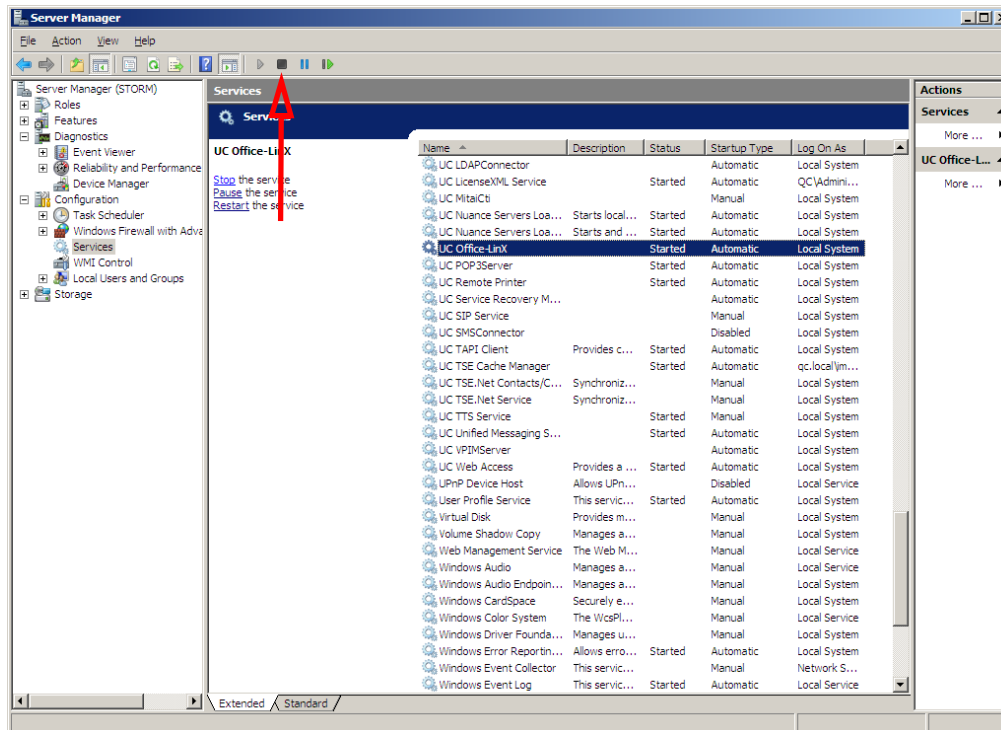 Server Manager
File Action View Help
Server Manager (STORM)
Roles
Features
Diagnostics
Event Viewer
Reliability and Performance
Device Manager
Configuration
Task Scheduler
Windows Firewall with Adva
Services
WMI Control
Local Users and Groups
Storage
Services
Services
UC Office-LinX
Stop the service
Pause the service
Restart the service
Name Description Status Startup Type Log On As
UC LDAPConnector Automatic Local System
UC LicenseXML Service Started Automatic QC\Admini...
UC MitaiCti Manual Local System
UC Nuance Servers Loa... Starts local... Started Automatic Local System
UC Nuance Servers Loa... Starts and ... Started Automatic Local System
UC Office-LinX Started Automatic Local System
UC POP3Server Started Automatic Local System
UC Remote Printer Started Automatic Local System
UC Service Recovery M... Automatic Local System
UC SIP Service Manual Local System
UC SMSConnector Disabled Local System
UC TAPI Client Provides c... Started Automatic Local System
UC TSE Cache Manager Started Automatic qc.local\jm...
UC TSE.Net Contacts/C... Synchroniz... Manual Local System
UC TSE.Net Service Synchroniz... Manual Local System
UC TTS Service Started Manual Local System
UC Unified Messaging S... Started Automatic Local System
UC VPIMServer Automatic Local System
UC Web Access Provides a ... Started Automatic Local System
UPnP Device Host Allows UPn... Disabled Local Service
User Profile Service This servic... Started Automatic Local System
Virtual Disk Provides m... Manual Local System
Volume Shadow Copy Manages a... Manual Local System
Web Management Service The Web M... Manual Local Service
Windows Audio Manages a... Manual Local Service
Windows Audio Endpoin... Manages a... Manual Local System
Windows CardSpace Securely e... Manual Local System
Windows Color System The WcsPl... Manual Local Service
Windows Driver Founda... Manages u... Manual Local System
Windows Error Reportin... Allows erro... Started Automatic Local System
Windows Event Collector This servic... Manual Network S...
Windows Event Log This servic... Started Automatic Local Service
Extended Standard
Actions
Services
More ...
UC Office-L...
More ...